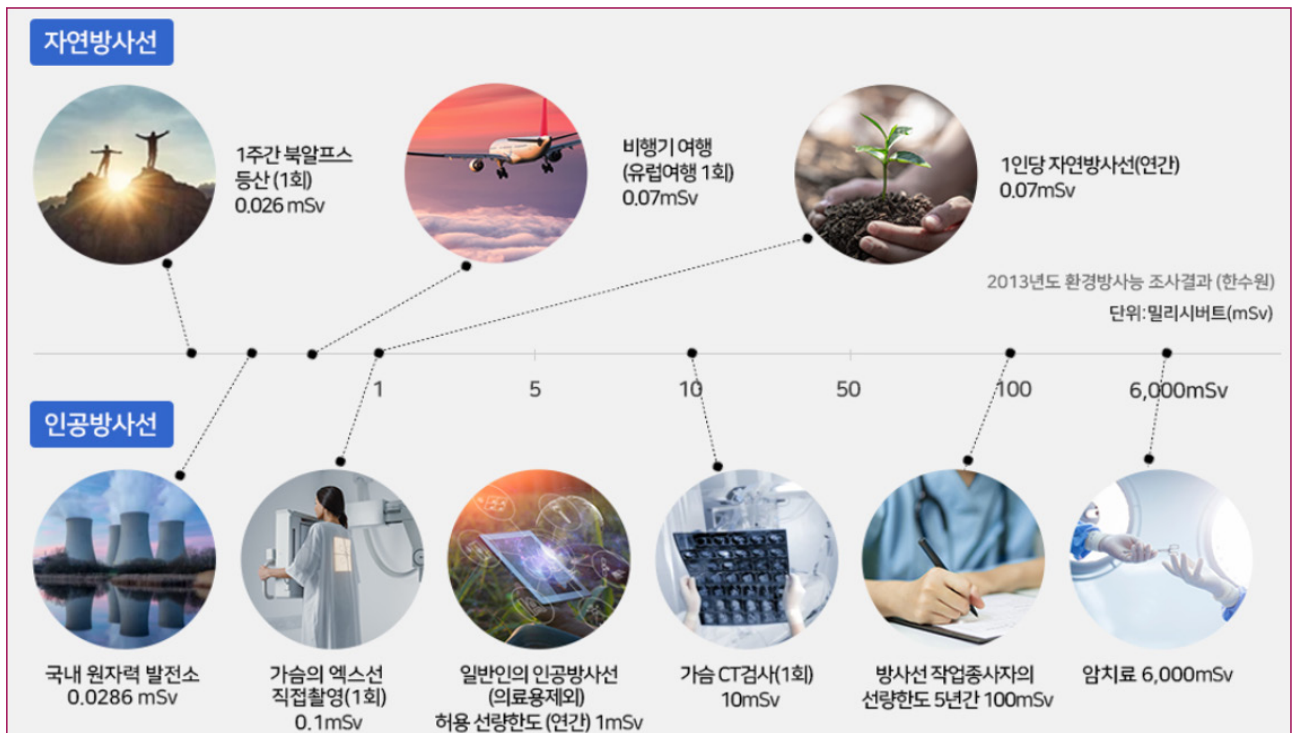 자연방사선
1주간 북알프스
등산 (1회)
0.026 mSv
비행기 여행
(유럽여행 1회)
0.07mSv
1인당 자연방사선(연간)
0.07mSv
2013년도 환경방사능 조사결과 (한수원)
단위:밀리시버트(mSv)
1 5 10 50 100 6,000mSv
인공방사선
국내 원자력 발전소
0.0286 mSv
가슴의 엑스선
직접촬영(1회)
0.1mSv
일반인의 인공방사선
(의료용제외)
허용 선량한도 (연간) 1mSv
가슴 CT검사(1회)
10mSv
방사선 작업종사자의
선량한도 5년간 100mSv
암치료 6,000mSv